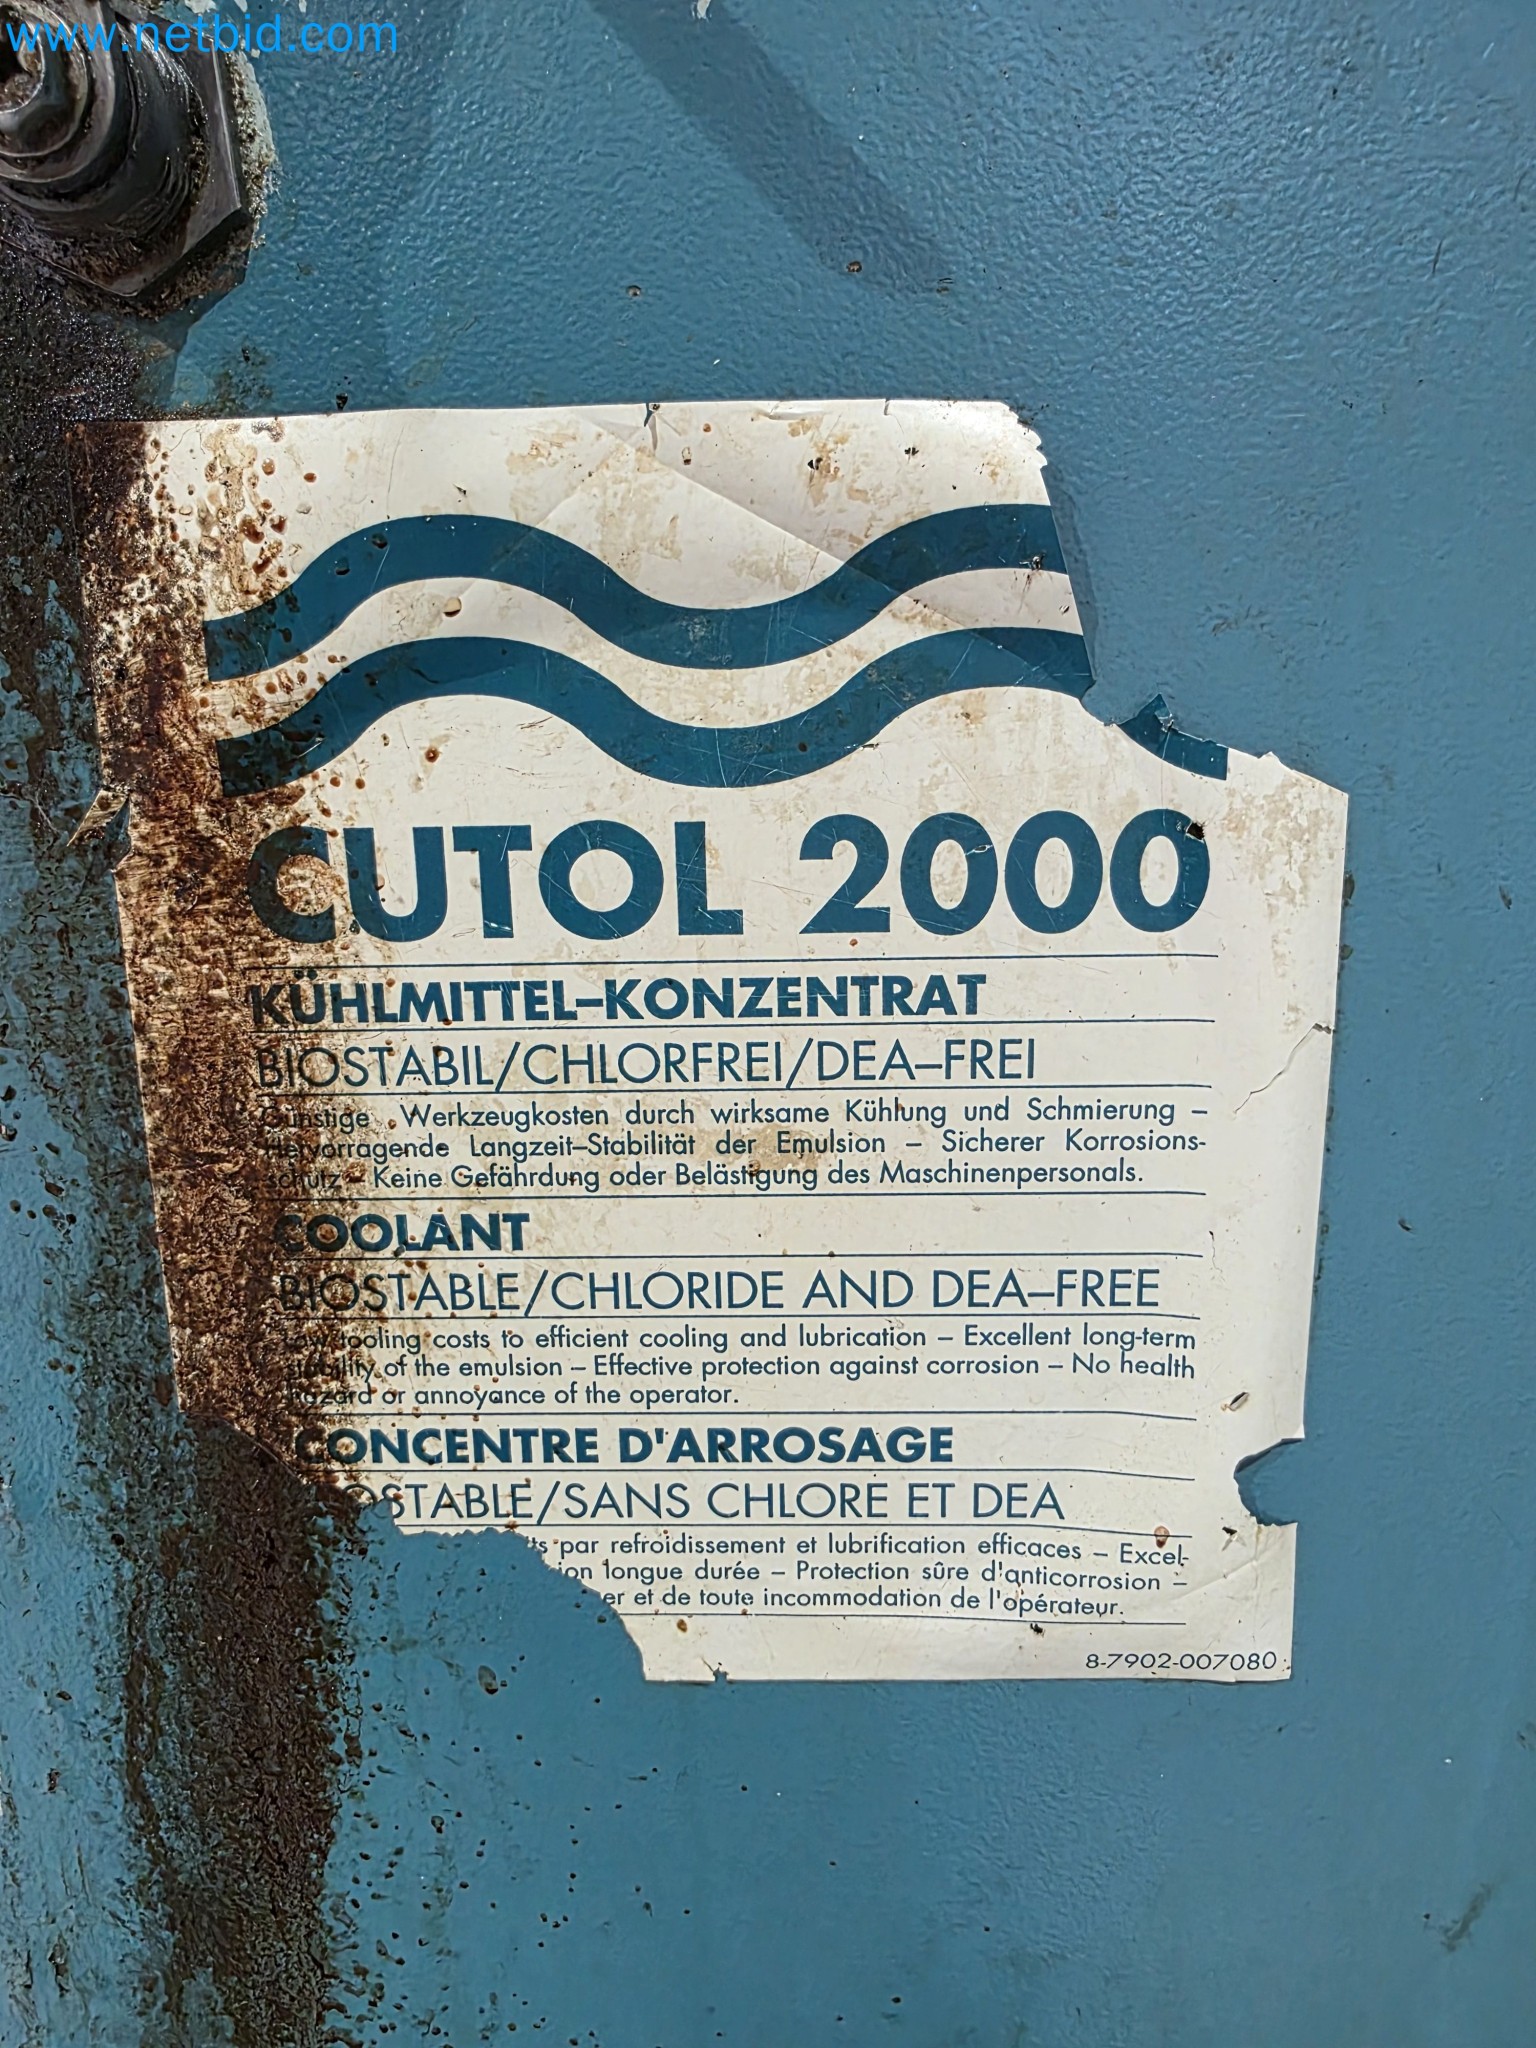 www.netbid.com
CUTOL 2000
KÜHLMITTEL-KONZENTRAT
BIOSTABIL/CHLORFREI/DEA-FREI
Günstige Werkzeugkosten durch wirksame Kühlung und Schmierung –
Hervorragende Langzeit-Stabilität der Emulsion – Sicherer Korrosions-
schutz – Keine Gefährdung oder Belästigung des Maschinenpersonals.
COOLANT
BIOSTABLE/CHLORIDE AND DEA-FREE
Low tooling costs to efficient cooling and lubrication – Excellent long-term
stability of the emulsion – Effective protection against corrosion – No health
hazard or annoyance of the operator.
CONCENTRE D'ARROSAGE
OSTABLE/SANS CHLORE ET DEA
ts par refroidissement et lubrification efficaces – Excel-
ion longue durée – Protection sûre d'anticorrosion –
er et de toute incommodation de l'opérateur.
8-7902-007080